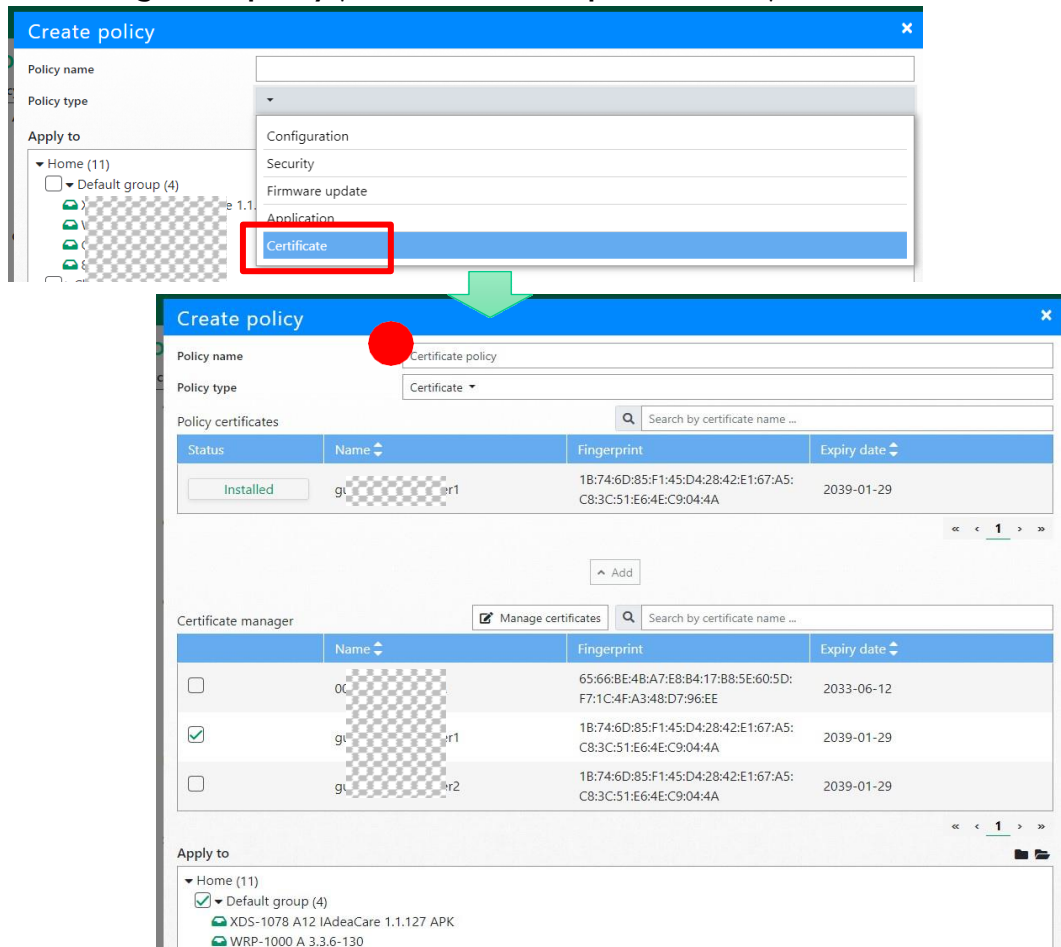 Create policy ×
Policy name
Policy type
Apply to
Home (11)
Default group (4)
1.1.
Configuration
Security
Firmware update
Application
Certificate
Create policy ×
Policy name Certificate policy
Policy type Certificate
Policy certificates Search by certificate name ...
Status Name Fingerprint Expiry date
Installed er1 1B:74:6D:85:F1:45:D4:28:42:E1:67:A5:
C8:3C:51:E6:4E:C9:04:4A 2039-01-29
« ‹ 1 › »
Add
Certificate manager Manage certificates Search by certificate name ...
Name Fingerprint Expiry date
65:66:BE:4B:A7:E8:B4:17:B8:5E:60:5D:
F7:1C:4F:A3:48:D7:96:EE 2033-06-12
er1 1B:74:6D:85:F1:45:D4:28:42:E1:67:A5:
C8:3C:51:E6:4E:C9:04:4A 2039-01-29
er2 1B:74:6D:85:F1:45:D4:28:42:E1:67:A5:
C8:3C:51:E6:4E:C9:04:4A 2039-01-29
« ‹ 1 › »
Apply to
Home (11)
Default group (4)
XDS-1078 A12 IAdeaCare 1.1.127 APK
WRP-1000 A 3.3.6-130